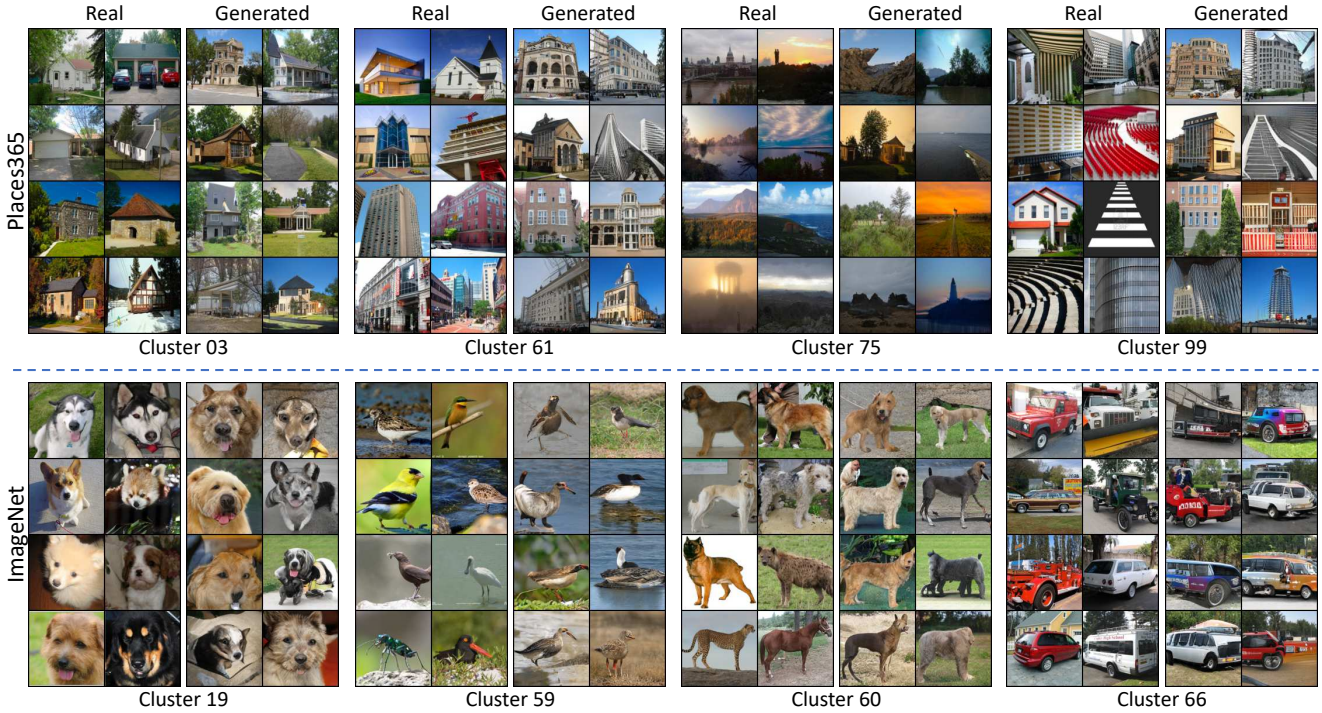 Real Generated Real Generated Real Generated Real Generated
Places365
Cluster 03 Cluster 61 Cluster 75 Cluster 99
ImageNet
Cluster 19 Cluster 59 Cluster 60 Cluster 66